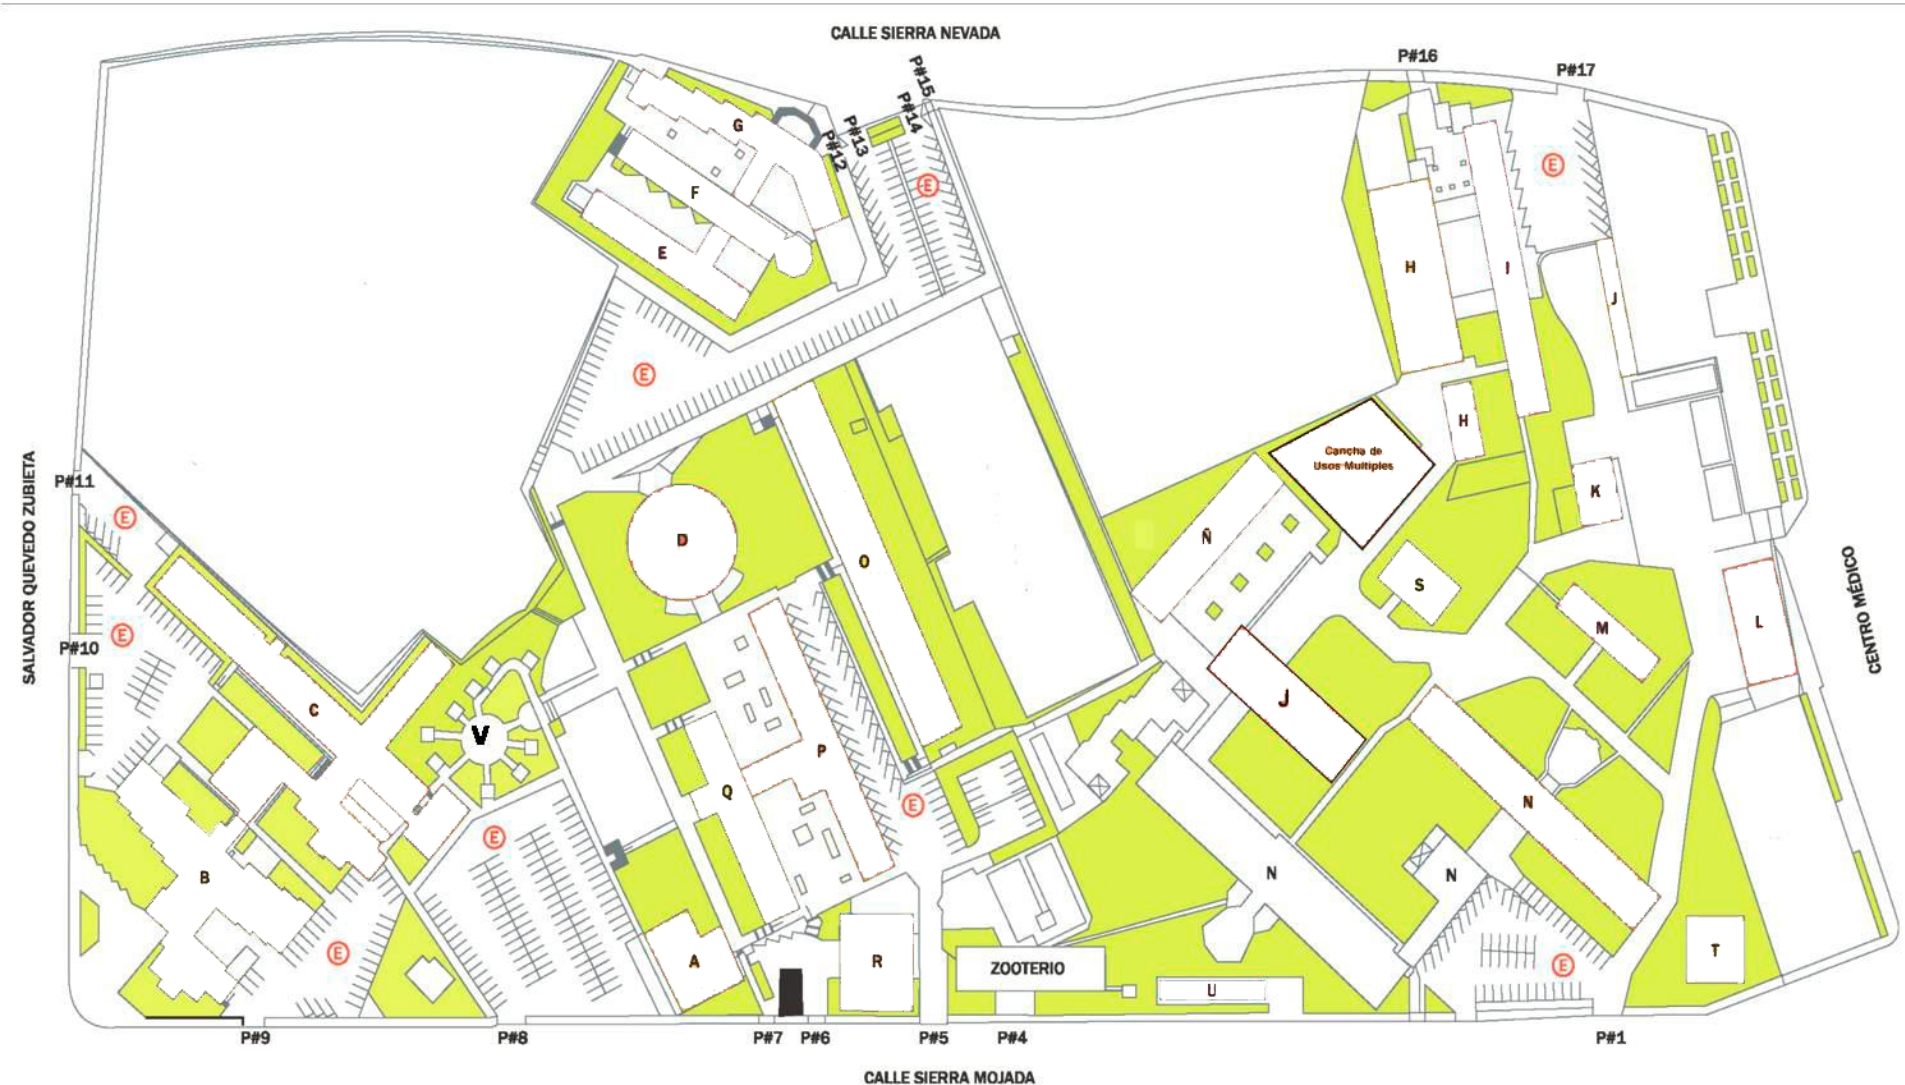 CALLE SIERRA NEVADA
P#16
P#17
P#15
P#14
P#13
P#12
G
E
E
F
E
H
I
J
E
H
Cancha de
Usos Multiples
SALVADOR QUEVEDO ZUBIETA
P#11
E
K
Ñ
D
O
S
CENTRO MÉDICO
E
P#10
M
L
C
V
J
P
Q
E
N
E
B
N
N
E
A
R
ZOOTERIO
U
E
T
P#9
P#8
P#7
P#6
P#5
P#4
P#1
CALLE SIERRA MOJADA